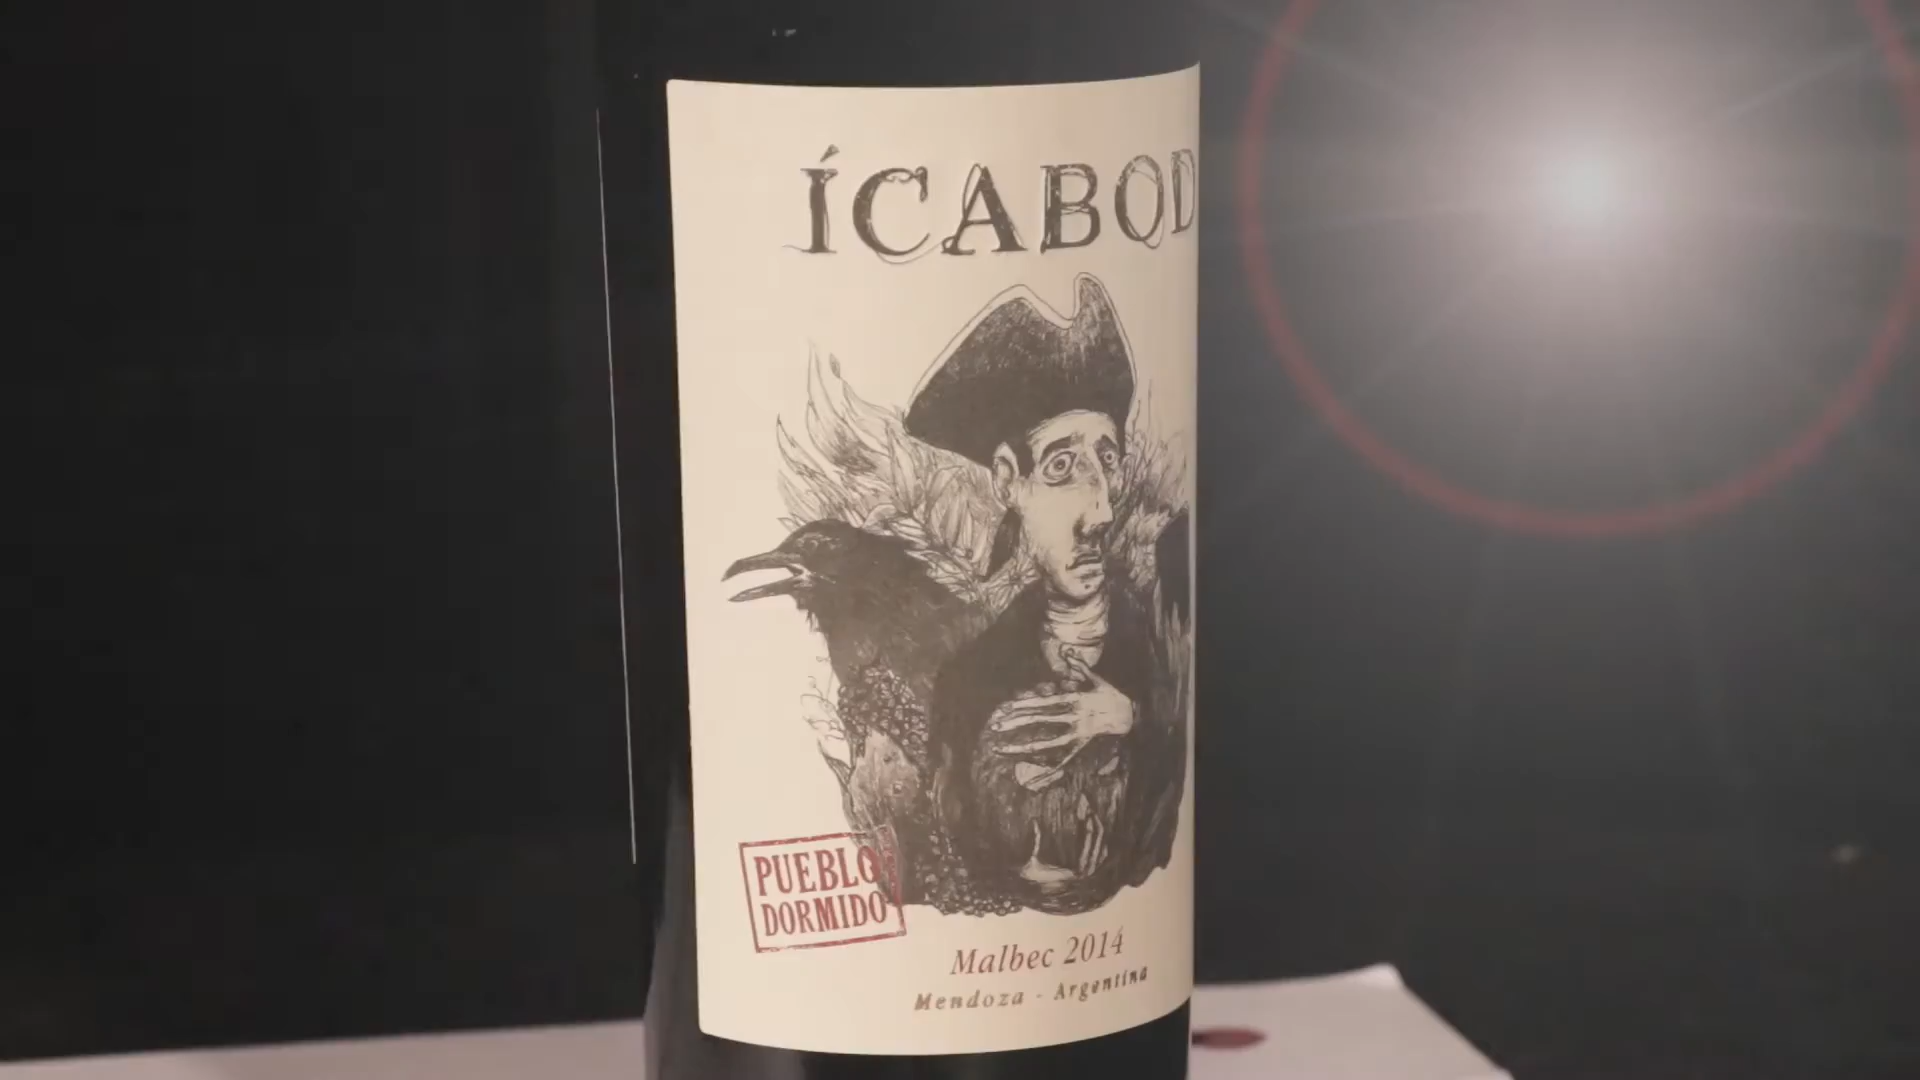 ÍCABOD
PUEBLO
DORMIDO
Malbec 2014
Mendoza - Argentina